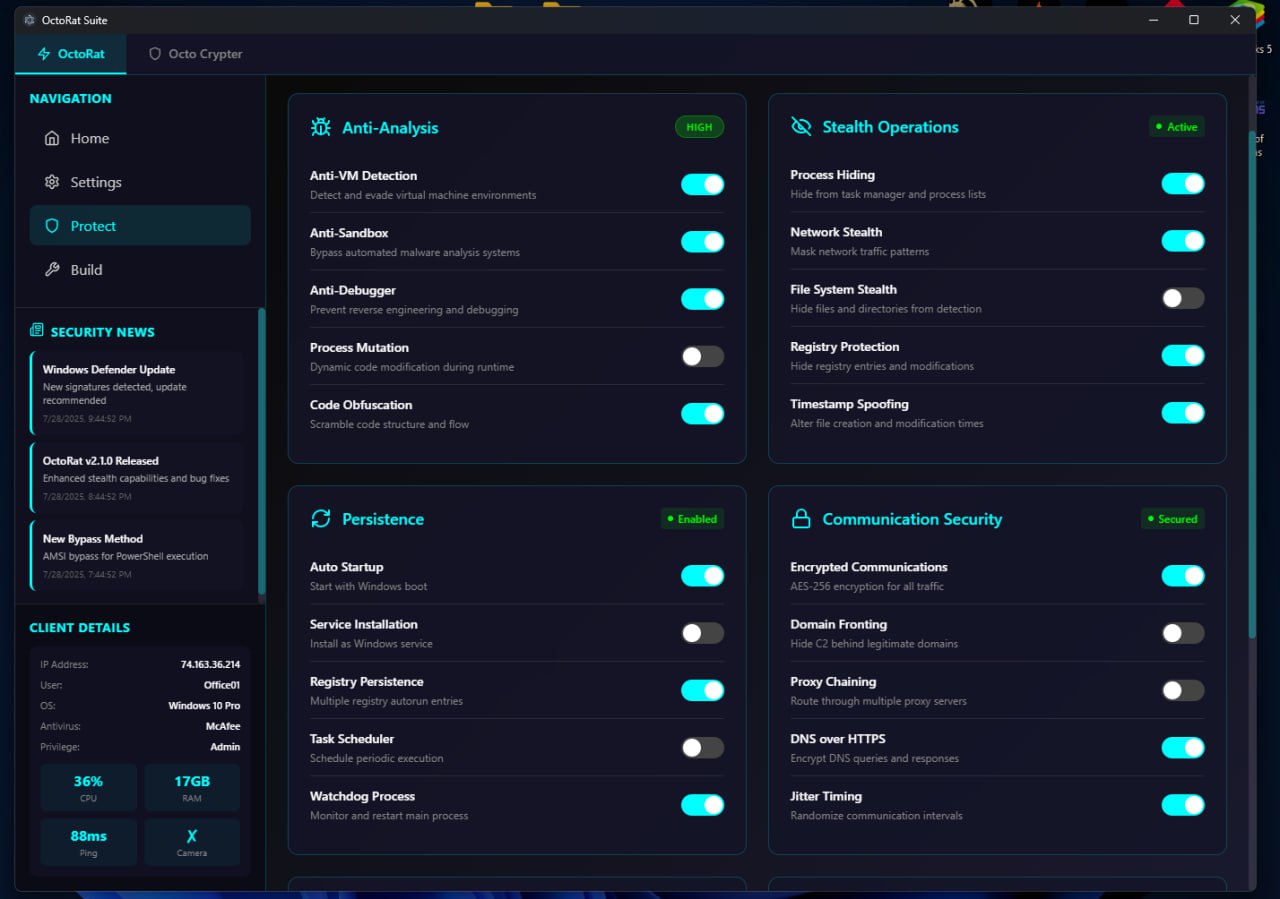 OctoRat Suite
OctoRat
Octo Crypter
NAVIGATION
Home
Settings
Protect
Build
SECURITY NEWS
Windows Defender Update
New signatures detected, update
recommended
7/28/2025, 9:44:52 PM
OctoRat v2.1.0 Released
Enhanced stealth capabilities and bug fixes
7/28/2025, 8:44:52 PM
New Bypass Method
AMSI bypass for PowerShell execution
7/28/2025, 7:44:52 PM
CLIENT DETAILS
IP Address: 74.163.36.214
User: Office01
OS: Windows 10 Pro
Antivirus: McAfee
Privilege: Admin
36%
CPU
17GB
RAM
88ms
Ping
X
Camera
Anti-Analysis
HIGH
Anti-VM Detection
Detect and evade virtual machine environments
Anti-Sandbox
Bypass automated malware analysis systems
Anti-Debugger
Prevent reverse engineering and debugging
Process Mutation
Dynamic code modification during runtime
Code Obfuscation
Scramble code structure and flow
Stealth Operations
Active
Process Hiding
Hide from task manager and process lists
Network Stealth
Mask network traffic patterns
File System Stealth
Hide files and directories from detection
Registry Protection
Hide registry entries and modifications
Timestamp Spoofing
Alter file creation and modification times
Persistence
Enabled
Auto Startup
Start with Windows boot
Service Installation
Install as Windows service
Registry Persistence
Multiple registry autorun entries
Task Scheduler
Schedule periodic execution
Watchdog Process
Monitor and restart main process
Communication Security
Secured
Encrypted Communications
AES-256 encryption for all traffic
Domain Fronting
Hide C2 behind legitimate domains
Proxy Chaining
Route through multiple proxy servers
DNS over HTTPS
Encrypt DNS queries and responses
Jitter Timing
Randomize communication intervals